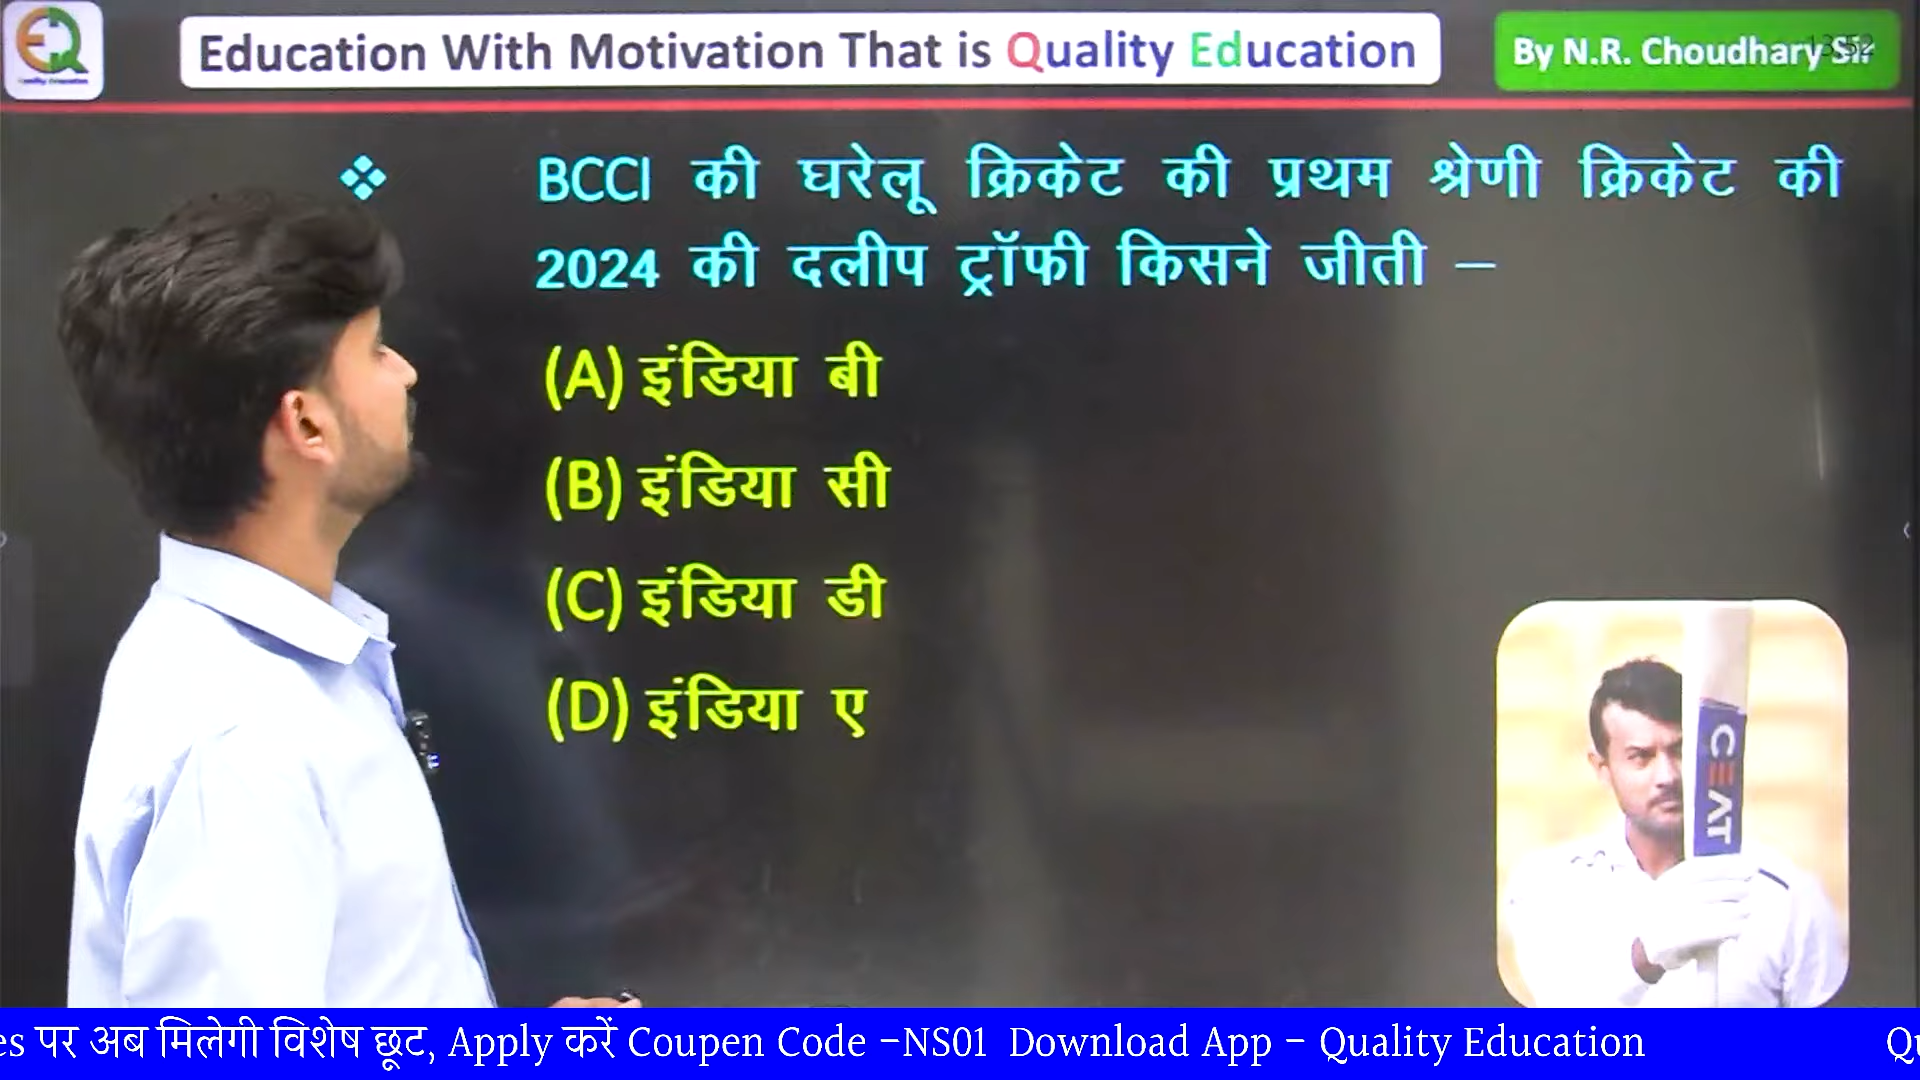 Education With Motivation That is Quality Education
By N.R. Choudhary Sir
BCCI की घरेलू क्रिकेट की प्रथम श्रेणी क्रिकेट की
2024 की दलीप ट्रॉफी किसने जीती –
(A) इंडिया बी
(B) इंडिया सी
(C) इंडिया डी
(D) इंडिया ए
CEAT
पर अब मिलेगी विशेष छूट, Apply करें Coupen Code -NS01 Download App - Quality Education